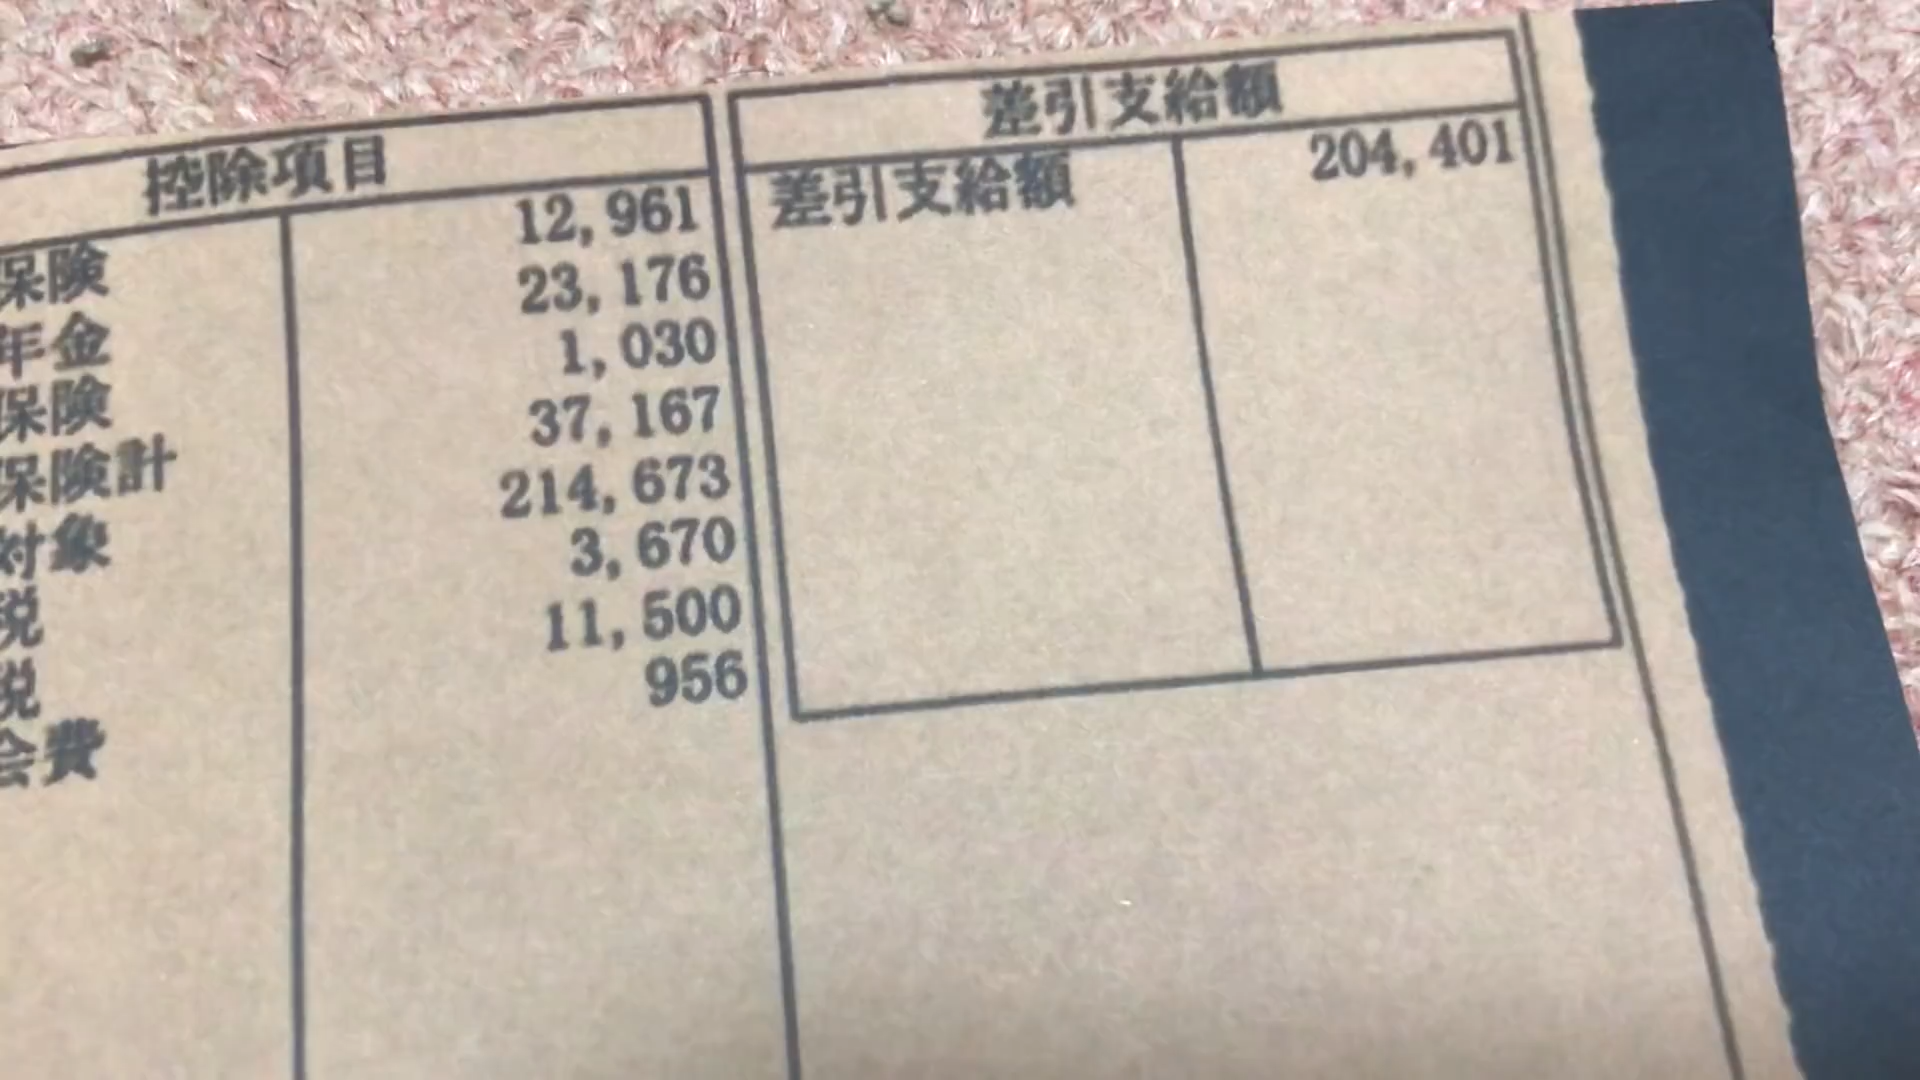 控除項目
保険 12,961
年金 23,176
保険 1,030
保険計 37,167
対象 214,673
税 3,670
税 11,500
会費 956
差引支給額
差引支給額 204,401